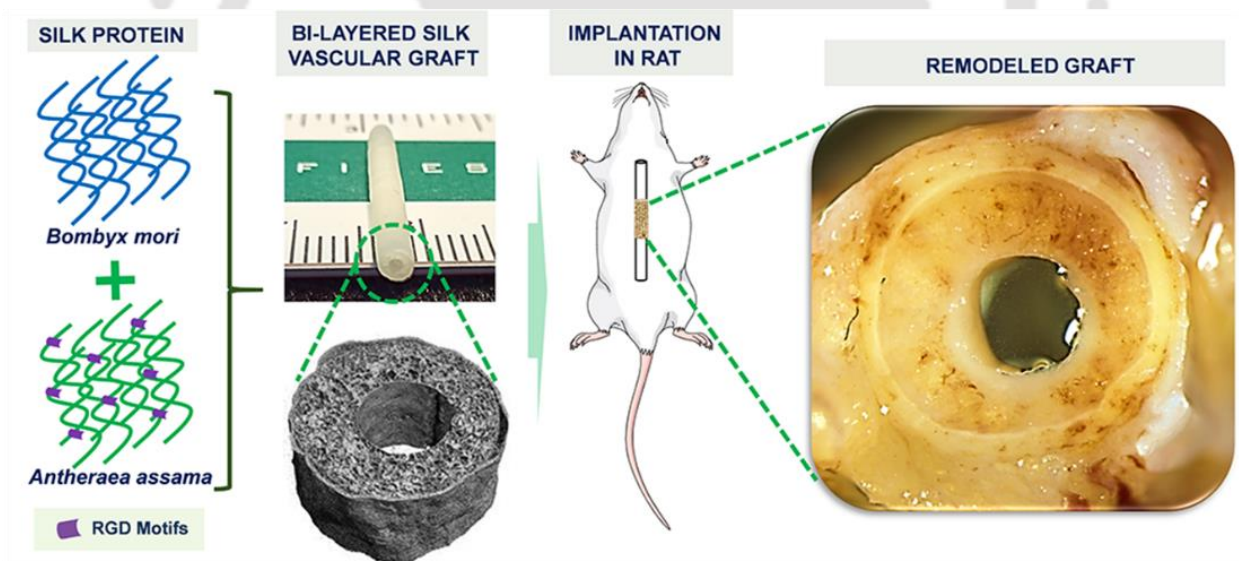 SILK PROTEIN
Bombyx mori
+
Antheraea assama
RGD Motifs
BI-LAYERED SILK
VASCULAR GRAFT
IMPLANTATION
IN RAT
REMODELED GRAFT